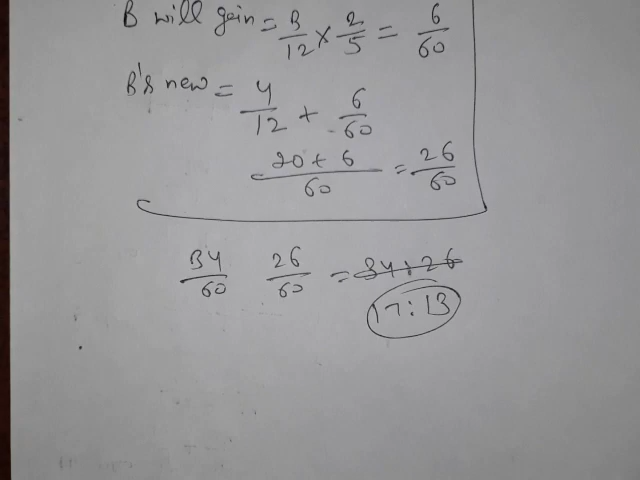 B will gain = 3/12 × 2/5 = 6/60
B's new = 4/12 + 6/60
20 + 6/60 = 26/60
34/60 26/60 = 34:26
17:13